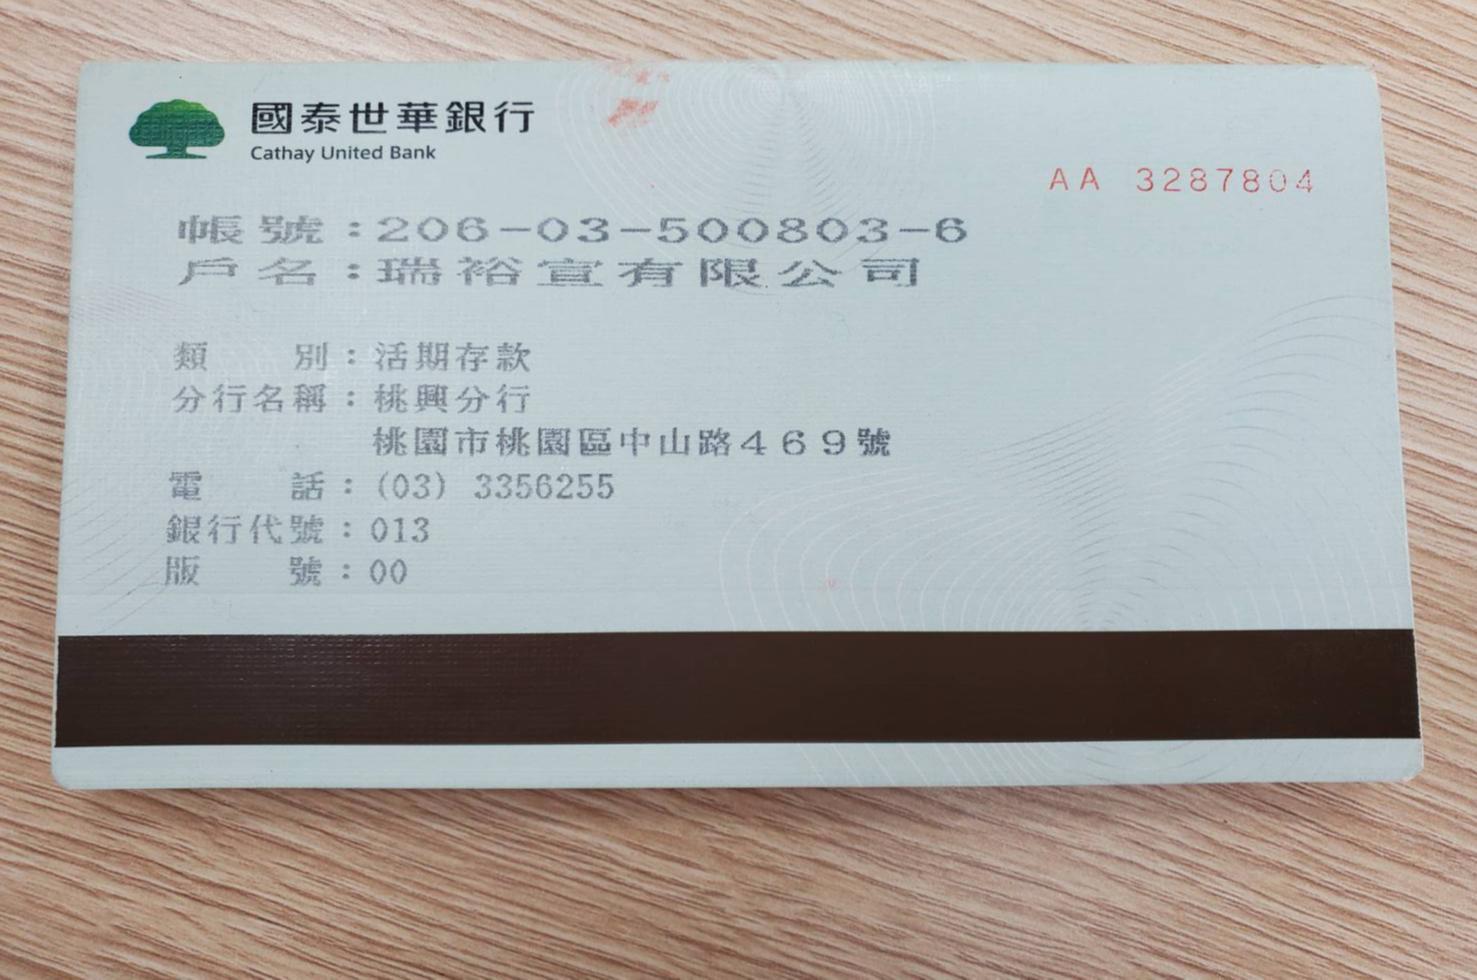 國泰世華銀行
Cathay United Bank
AA 3287804
帳號：206-03-500803-6
戶名：瑞裕宣有限公司
類別：活期存款
分行名稱：桃興分行
桃園市桃園區中山路469號
電話：(03) 3356255
銀行代號：013
版號：00